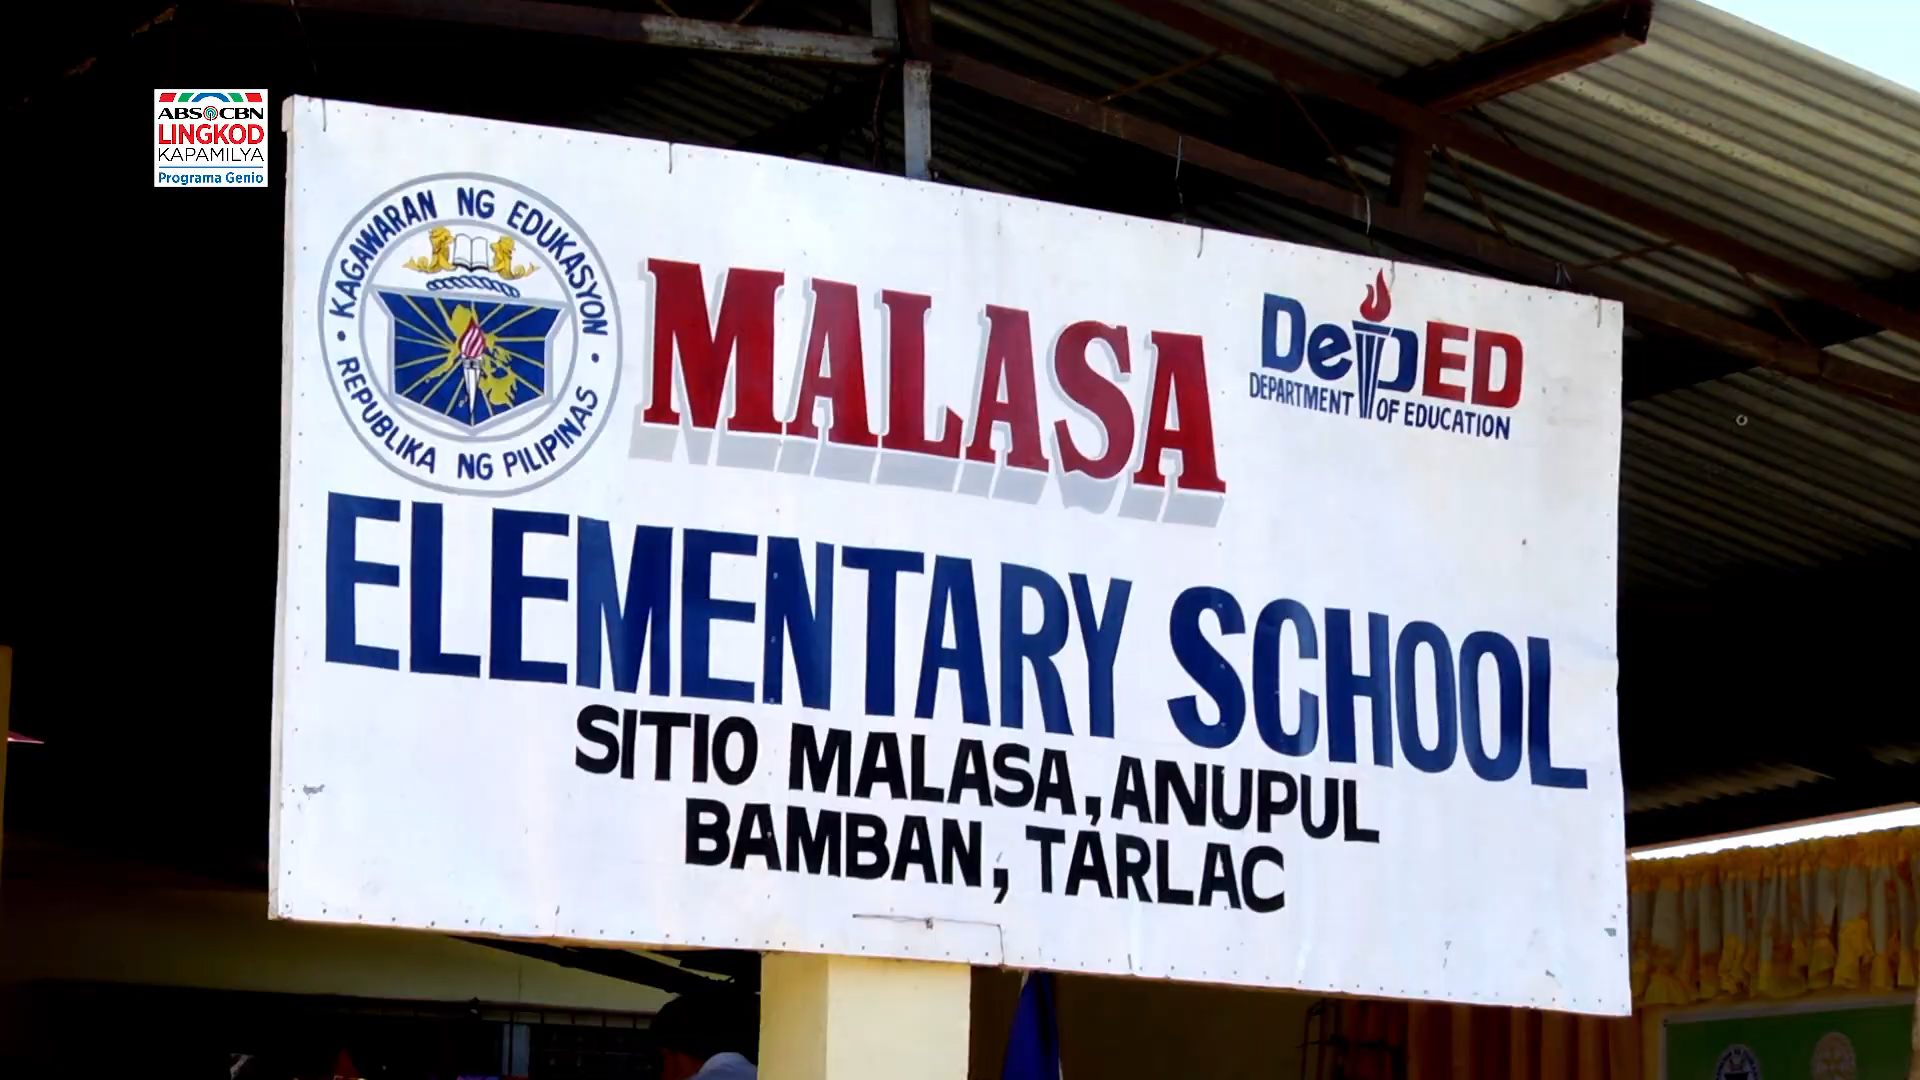 ABS-CBN
LINGKOD
KAPAMILYA
Programa Genio
KAGAWARAN NG EDUKASYON
REPUBLIKA NG PILIPINAS
MALASA
DepED
DEPARTMENT OF EDUCATION
ELEMENTARY SCHOOL
SITIO MALASA, ANUPUL
BAMBAN, TARLAC